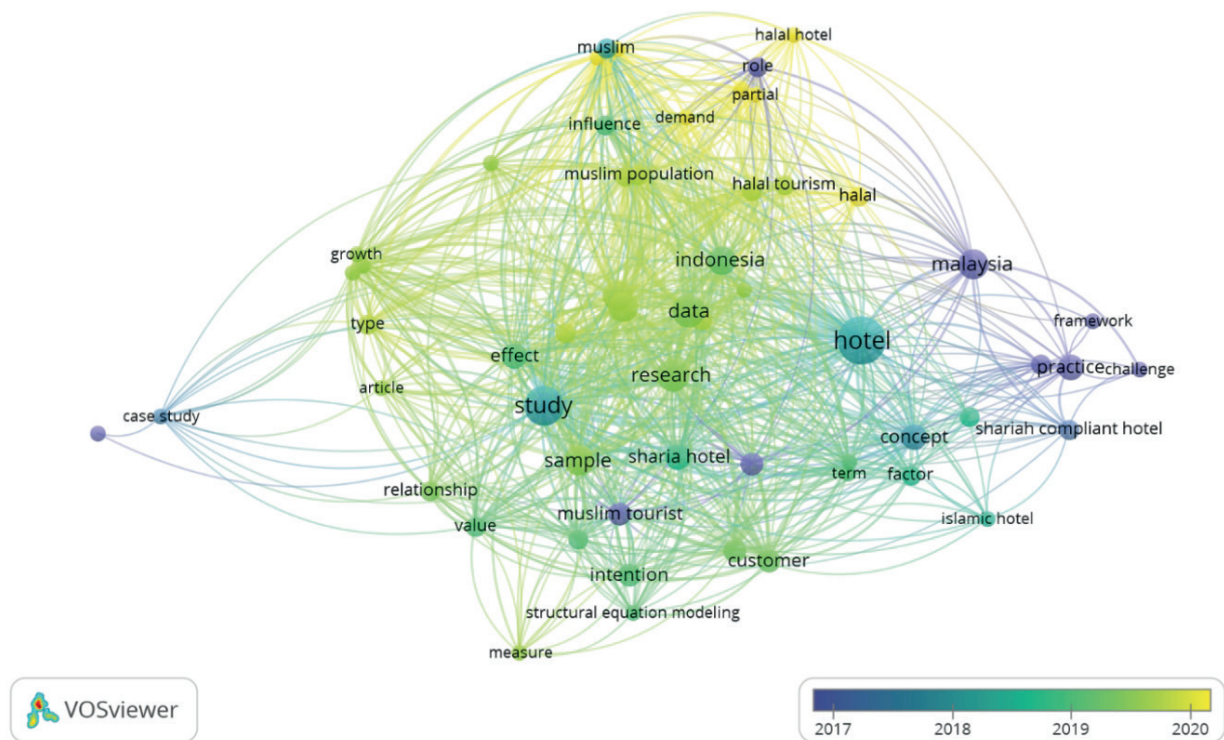 halal hotel
muslim
role
partial
demand
influence
muslim population
halal tourism
halal
growth
indonesia
malaysia
data
type
framework
hotel
effect
practice
challenge
research
article
study
case study
concept
shariah compliant hotel
sample
sharia hotel
term
factor
relationship
muslim tourist
value
islamic hotel
customer
intention
structural equation modeling
measure
VOSviewer
2017 2018 2019 2020